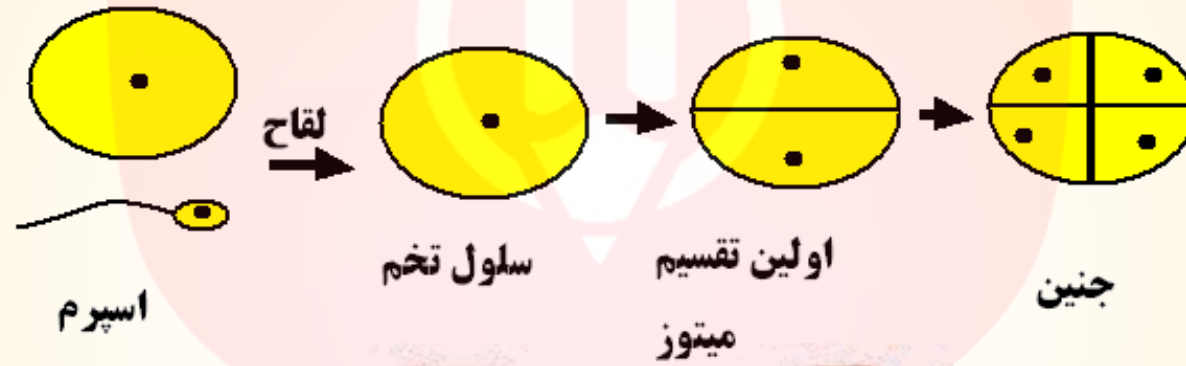 لقاح
اسپرم
سلول تخم
اولین تقسیم
میتوز
جنین